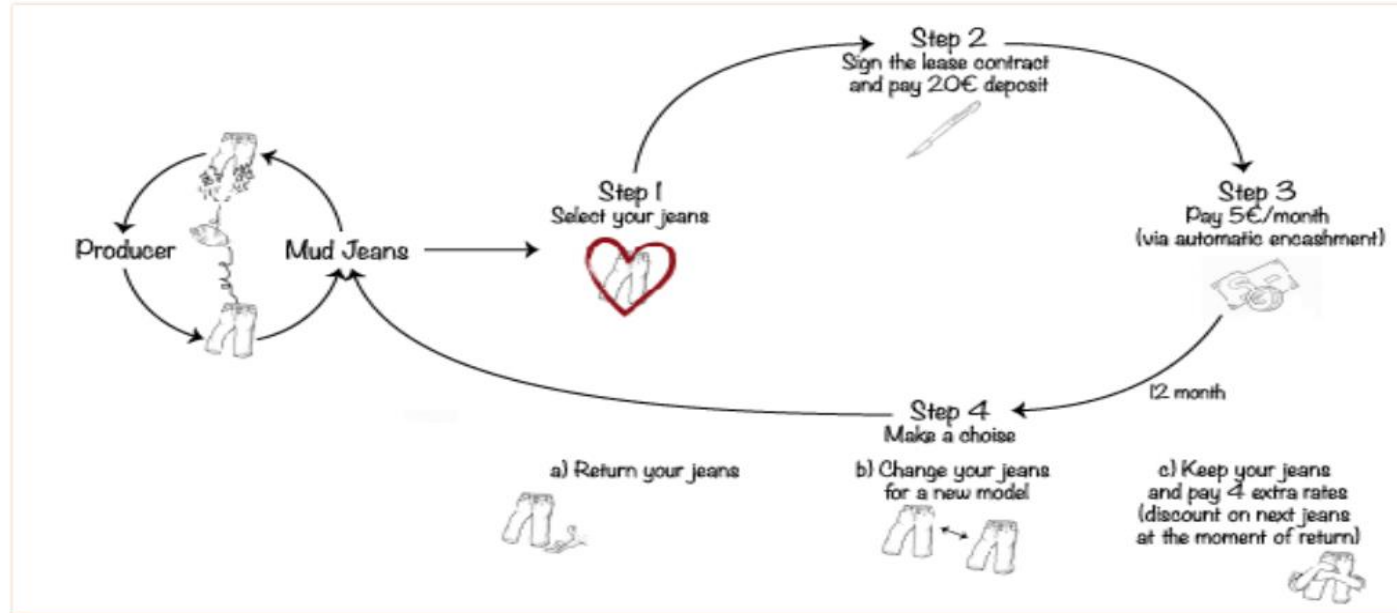 Producer
Mud Jeans
Step 1
Select your jeans
Step 2
Sign the lease contract
and pay 20€ deposit
Step 3
Pay 5€/month
(via automatic encashment)
12 month
Step 4
Make a choise
a) Return your jeans
b) Change your jeans
for a new model
c) Keep your jeans
and pay 4 extra rates
(discount on next jeans
at the moment of return)